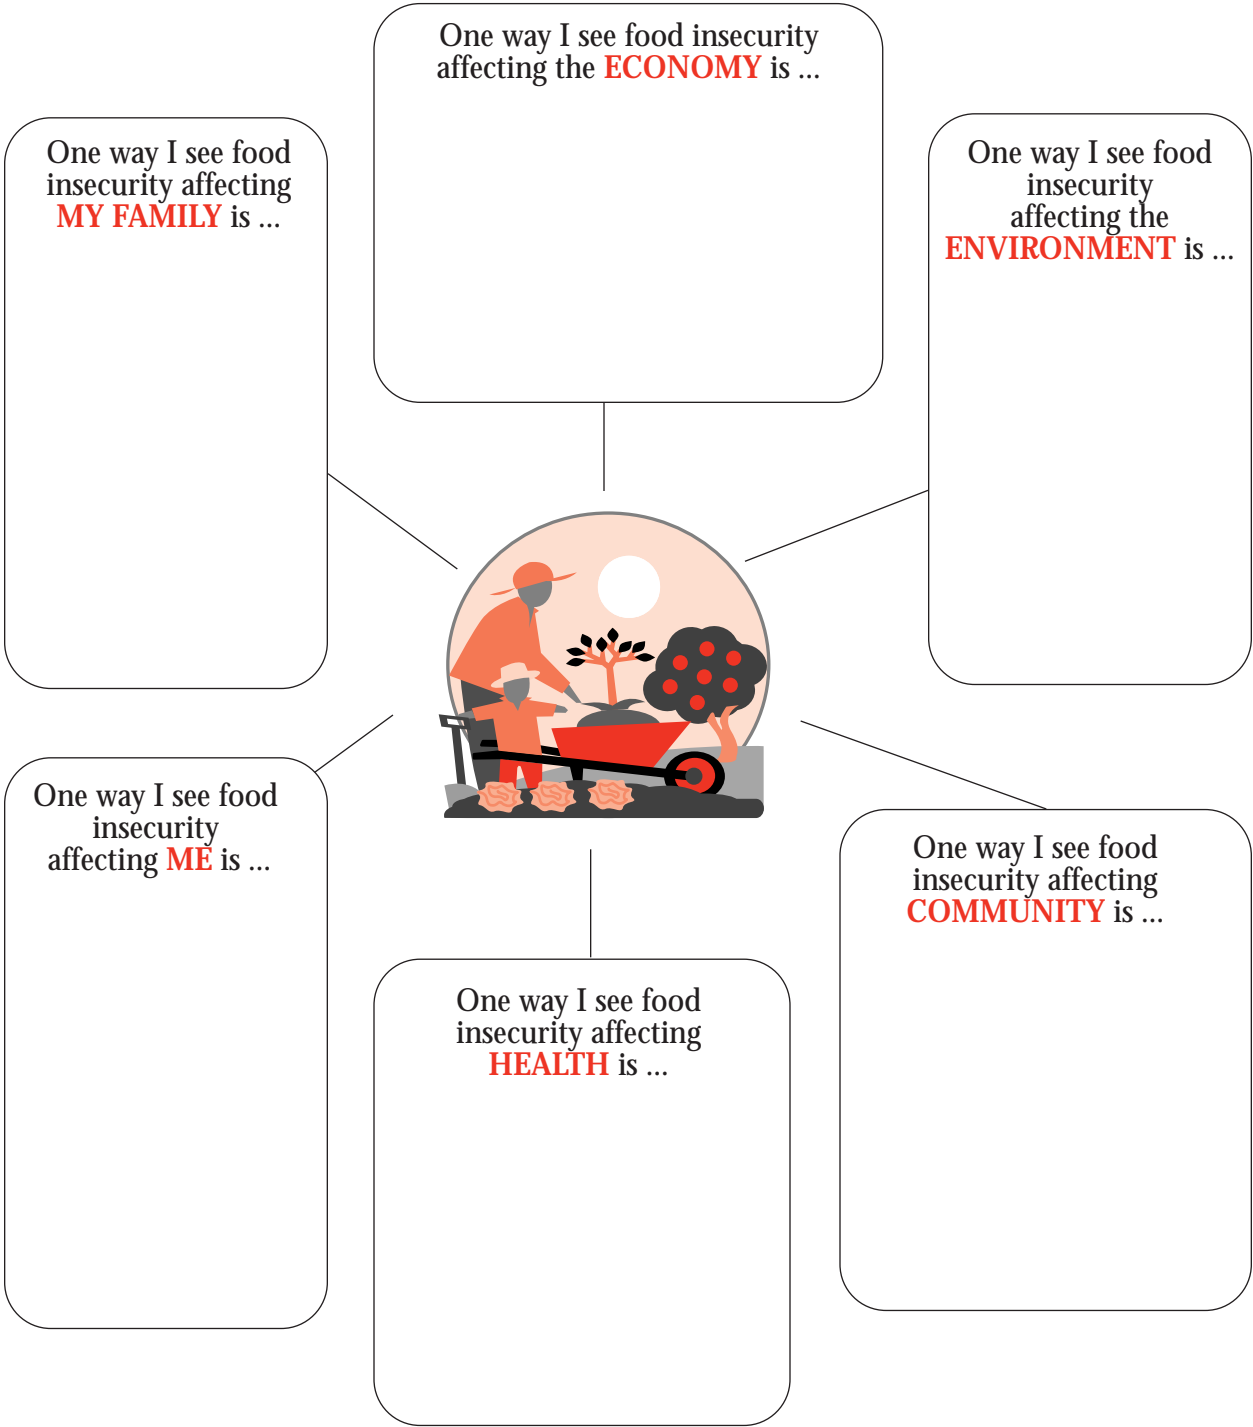 One way I see food insecurity
affecting the ECONOMY is ...
One way I see food
insecurity affecting
MY FAMILY is ...
One way I see food
insecurity
affecting the
ENVIRONMENT is ...
One way I see food
insecurity
affecting ME is ...
One way I see food
insecurity affecting
COMMUNITY is ...
One way I see food
insecurity affecting
HEALTH is ...